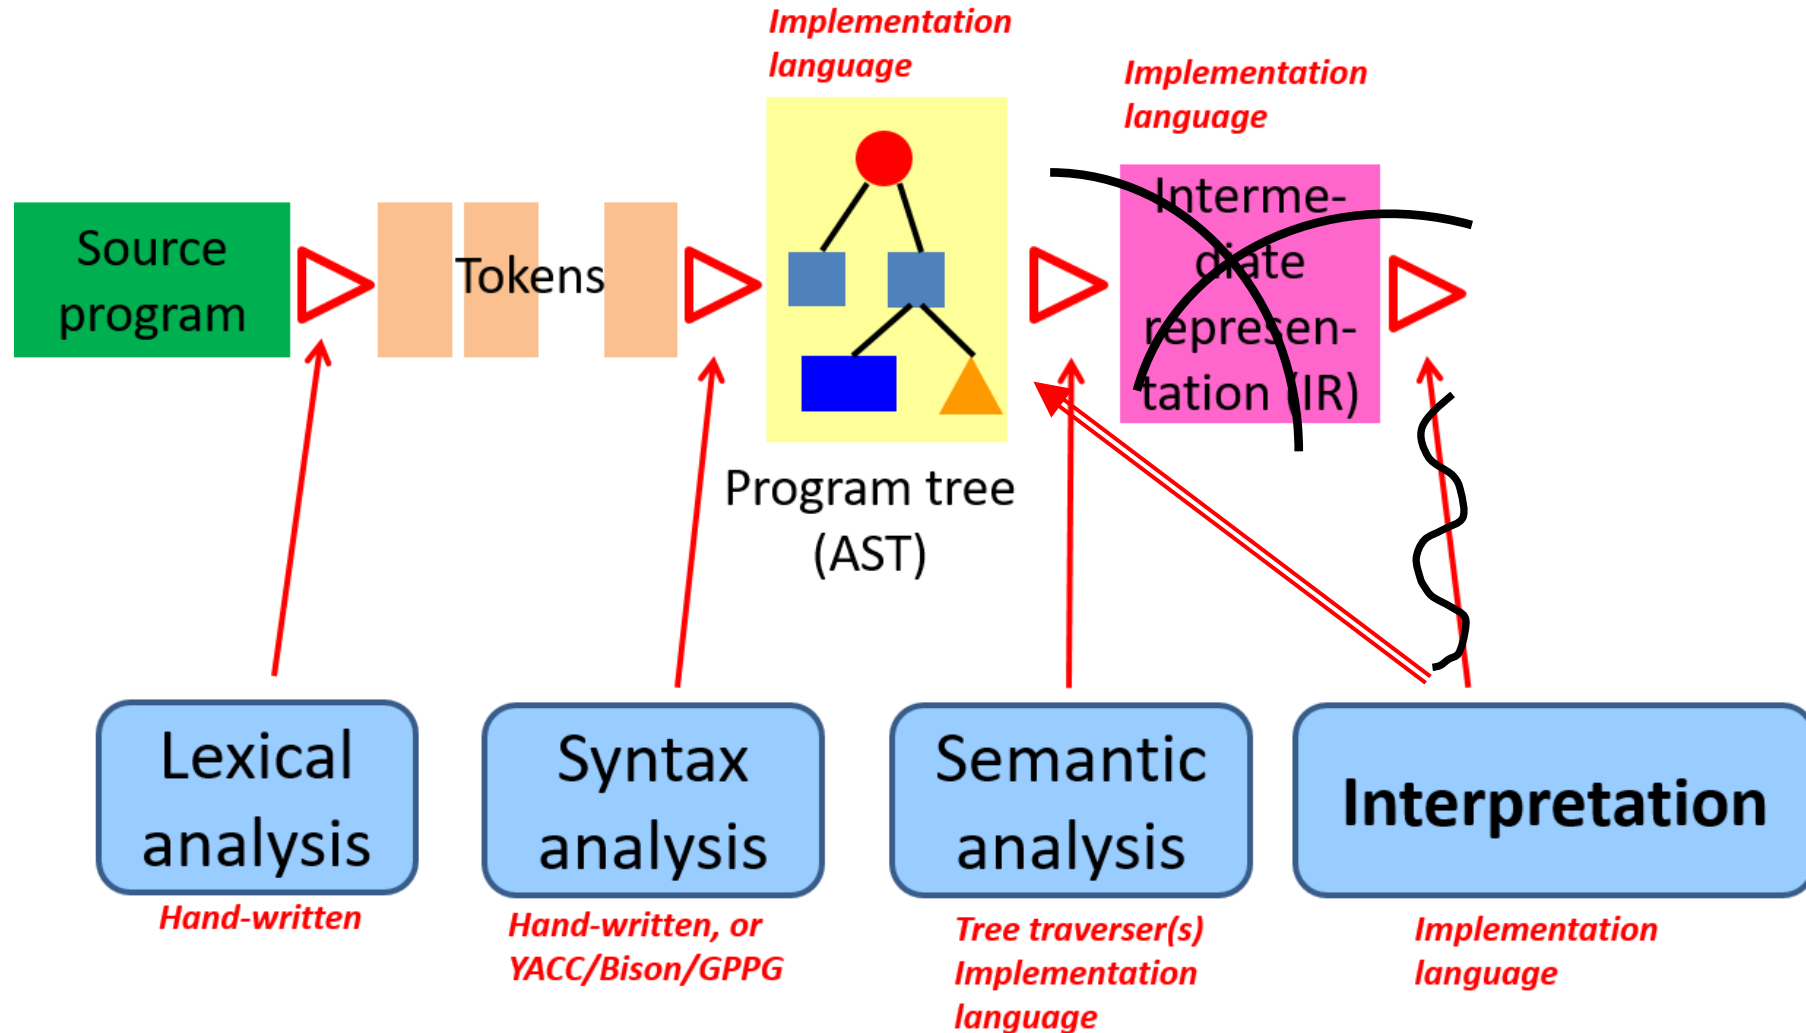 Implementation
language
Implementation
language
Source
program
Tokens
Interme-
diate
represen-
tation (IR)
Program tree
(AST)
Lexical
analysis
Syntax
analysis
Semantic
analysis
Interpretation
Hand-written
Hand-written, or
YACC/Bison/GPPG
Tree traverser(s)
Implementation
language
Implementation
language